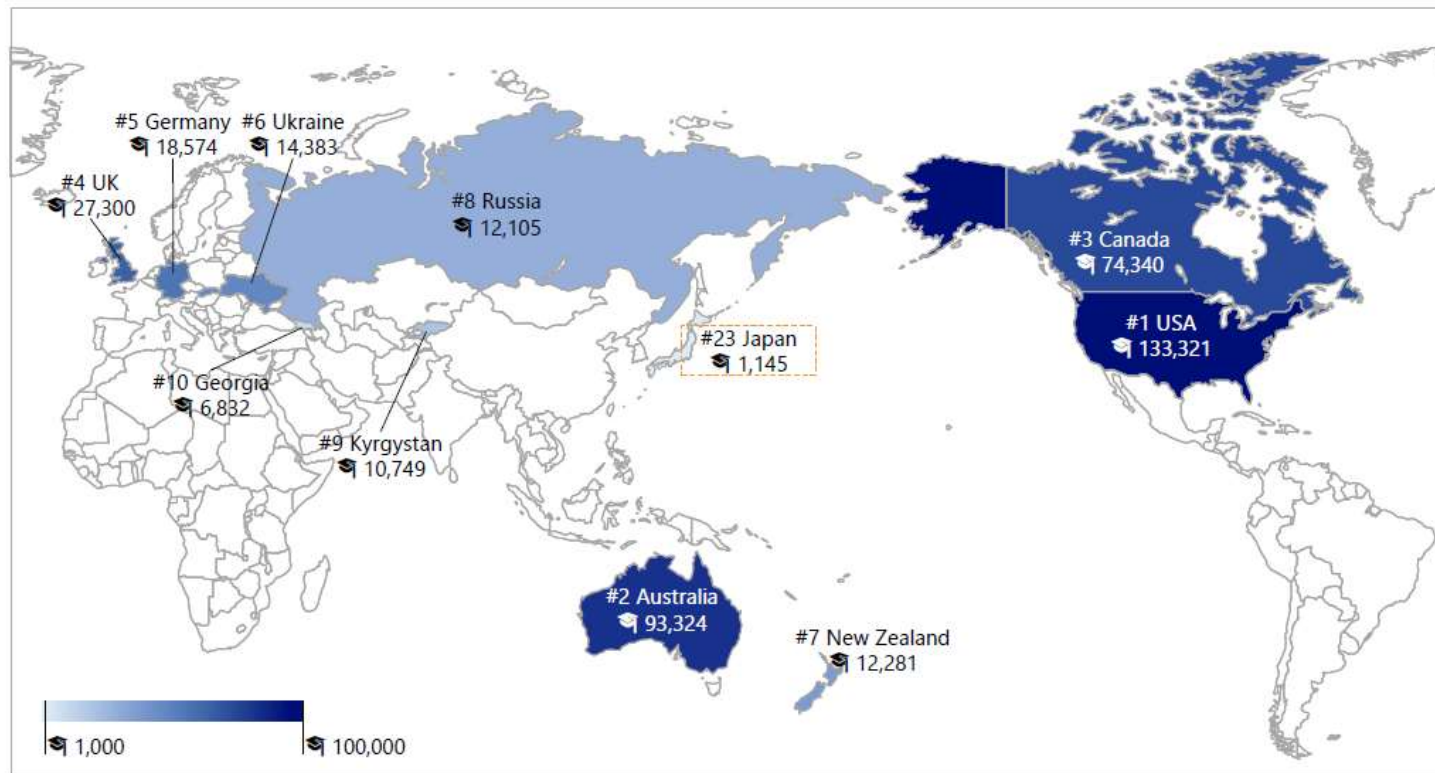 #5 Germany
18,574
#6 Ukraine
14,383
#4 UK
27,300
#8 Russia
12,105
#3 Canada
74,340
#1 USA
133,321
#23 Japan
1,145
#10 Georgia
6,832
#9 Kyrgystan
10,749
#2 Australia
93,324
#7 New Zealand
12,281
1,000
100,000